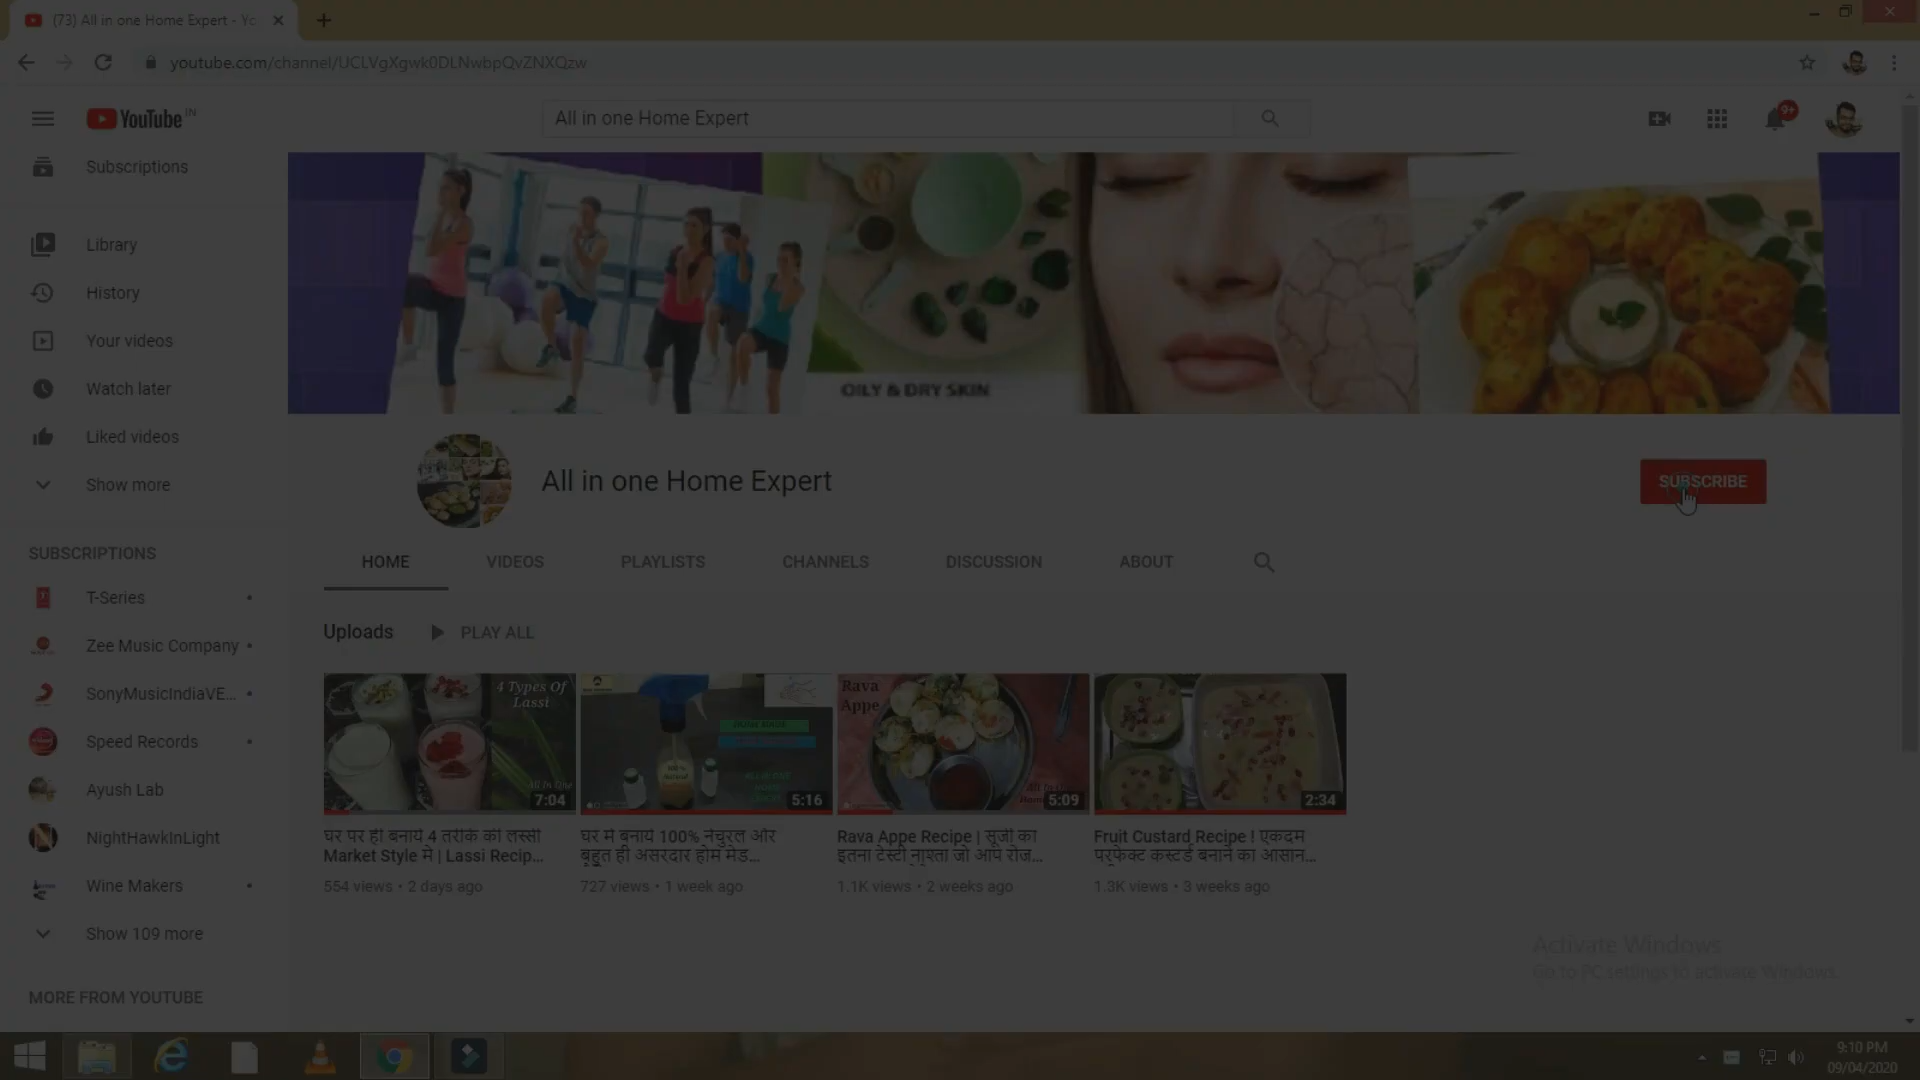 (73) All in one Home Expert - Yo
youtube.com/channel/UCLVgXgwk0DLNwbpQvZNXQzw
YouTube IN
All in one Home Expert
9+
Subscriptions
Library
History
Your videos
Watch later
Liked videos
Show more
OILY & DRY SKIN
All in one Home Expert
SUBSCRIBE
HOME VIDEOS PLAYLISTS CHANNELS DISCUSSION ABOUT
SUBSCRIPTIONS
T-Series
Zee Music Company
SonyMusicIndiaVE...
Speed Records
Ayush Lab
NightHawkInLight
Wine Makers
Show 109 more
MORE FROM YOUTUBE
Uploads PLAY ALL
4 Types Of
Lassi
All In One
7:04
5:16
Rava
Appe
5:09
2:34
घर पर ही बनाये 4 तरीके की लस्सी
Market Style मे | Lassi Recip...
554 views • 2 days ago
घर में बनाये 100% नेचुरल और
बहुत ही असरदार होम मेड...
727 views • 1 week ago
Rava Appe Recipe | सूजी का
इतना टेस्टी नाश्ता जो आप रोज...
1.1K views • 2 weeks ago
Fruit Custard Recipe ! एकदम
परफेक्ट कस्टर्ड बनाने का आसान...
1.3K views • 3 weeks ago
Activate Windows
Go to PC settings to activate Windows.
9:10 PM
09/04/2020